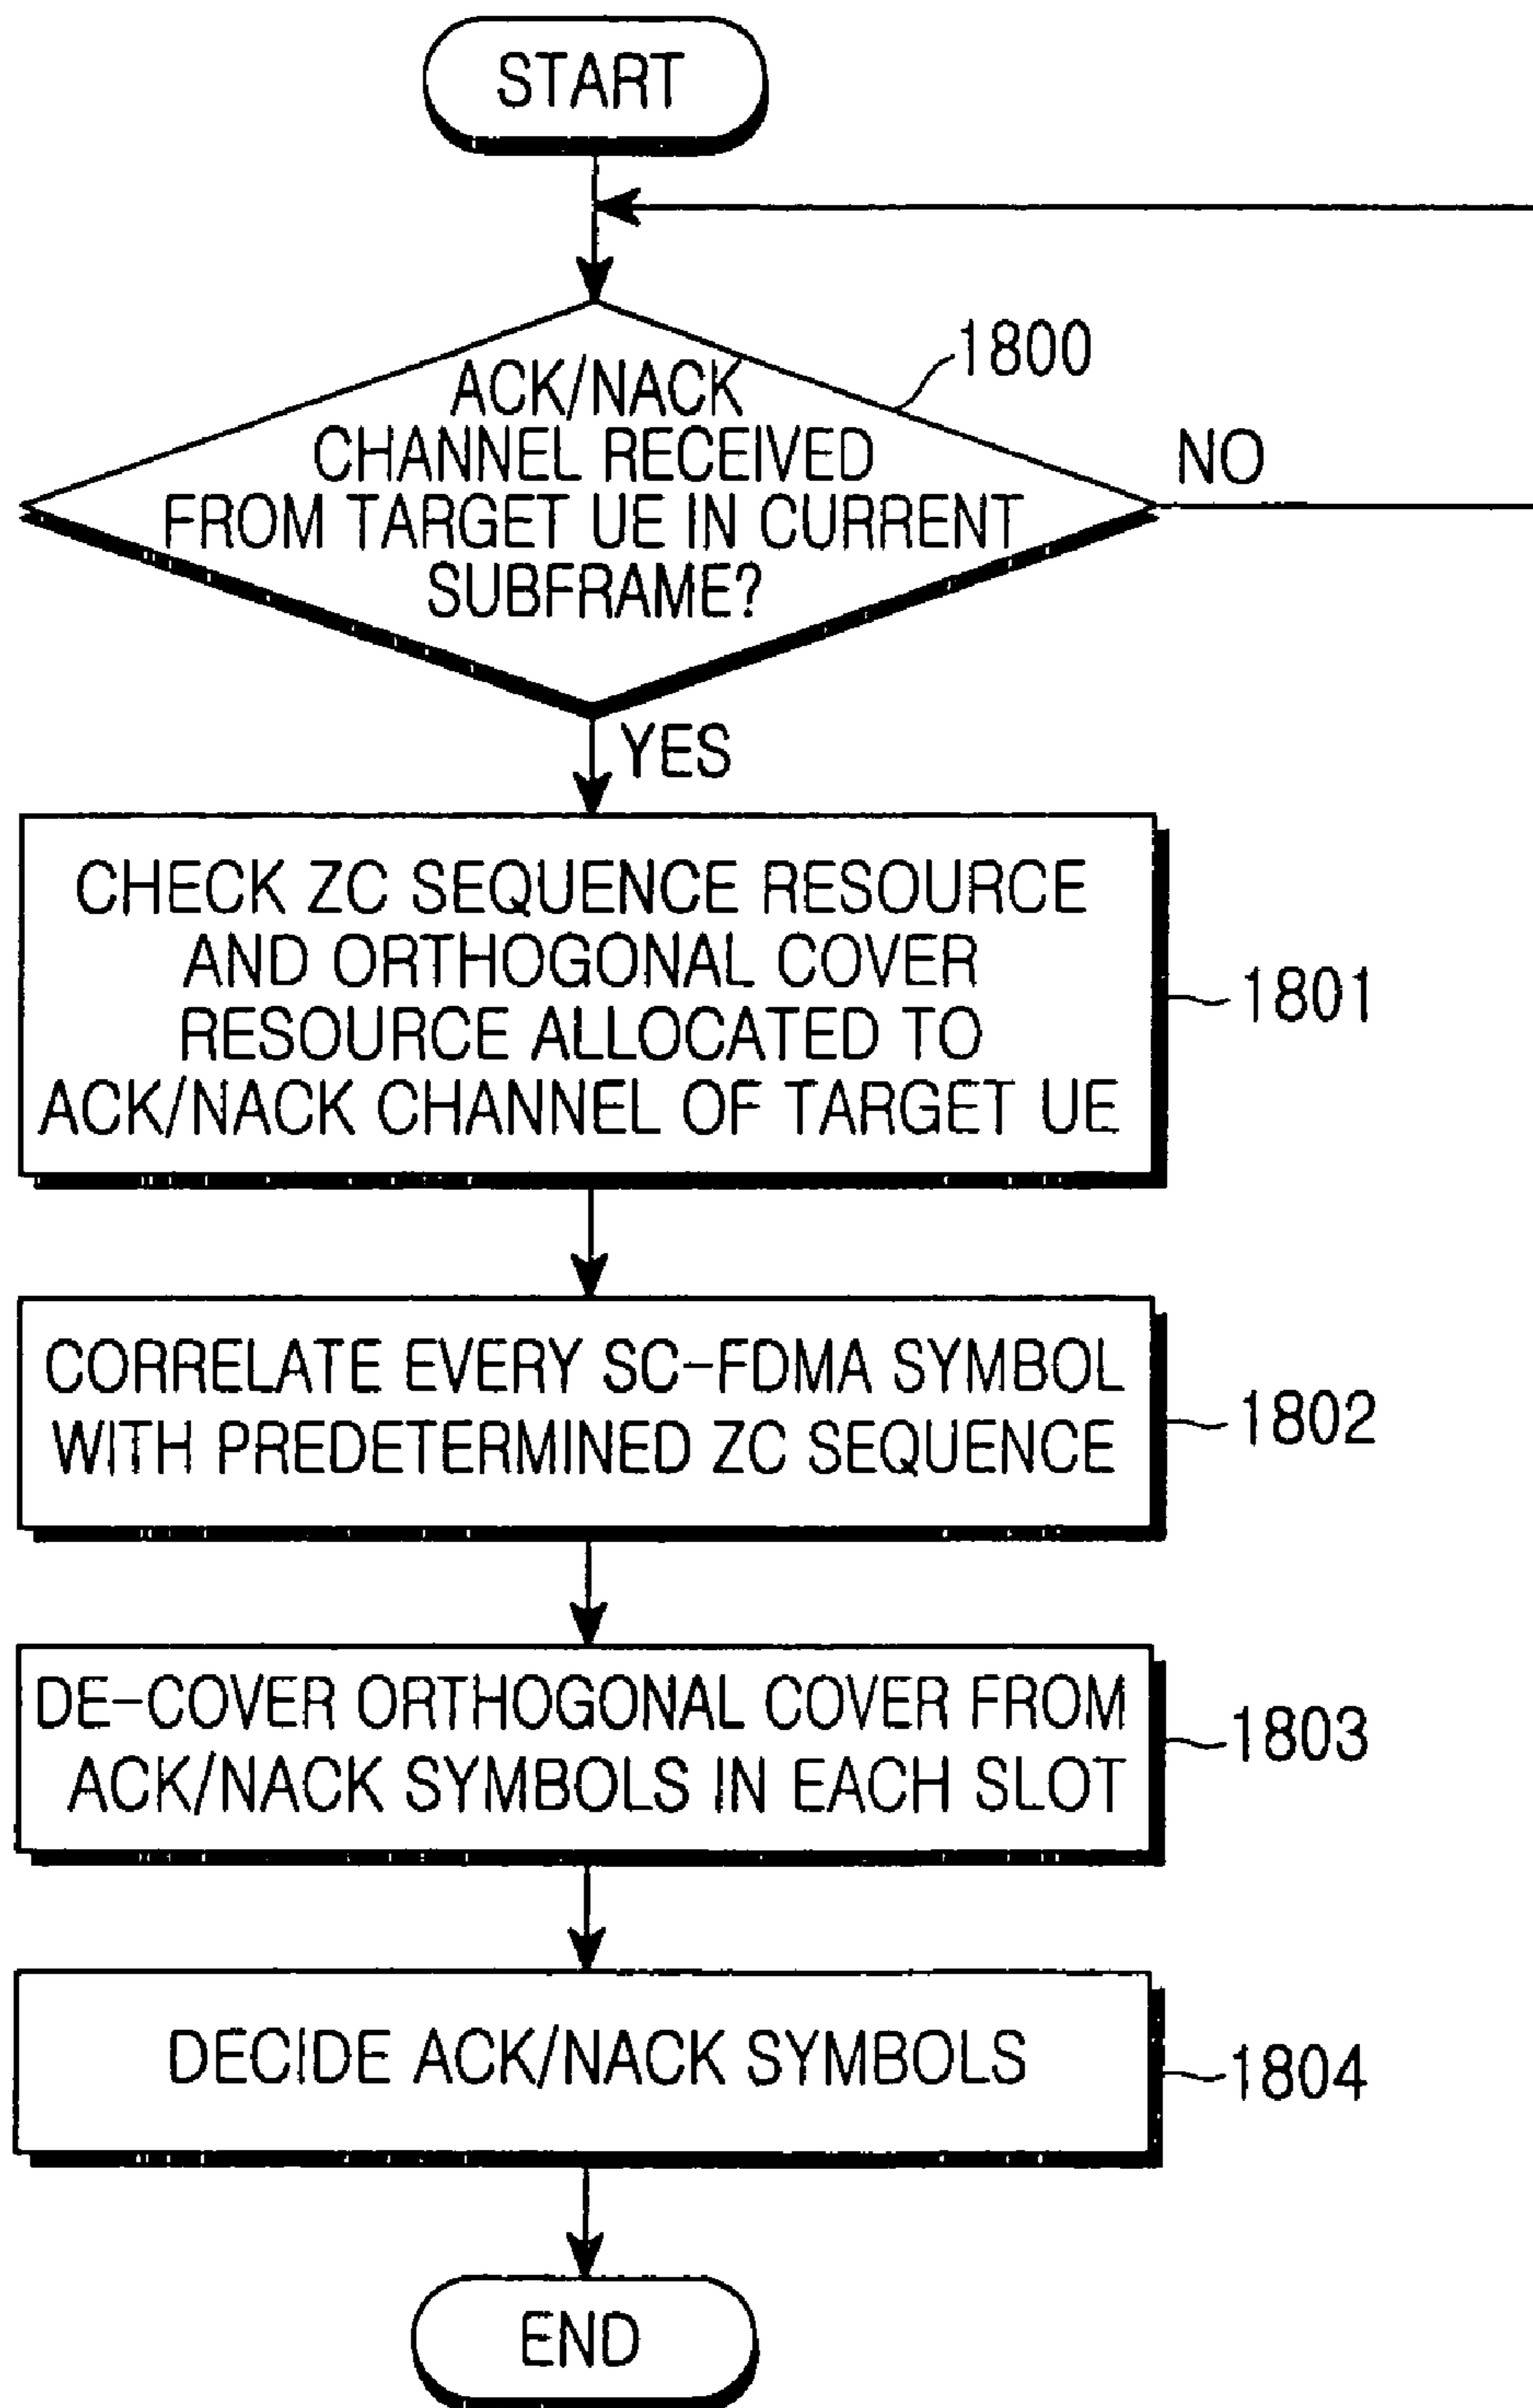 START
1800
ACK/NACK
CHANNEL RECEIVED
FROM TARGET UE IN CURRENT
SUBFRAME?
NO
YES
CHECK ZC SEQUENCE RESOURCE
AND ORTHOGONAL COVER
RESOURCE ALLOCATED TO
ACK/NACK CHANNEL OF TARGET UE
1801
CORRELATE EVERY SC-FDMA SYMBOL
WITH PREDETERMINED ZC SEQUENCE
1802
DE-COVER ORTHOGONAL COVER FROM
ACK/NACK SYMBOLS IN EACH SLOT
1803
DECIDE ACK/NACK SYMBOLS
1804
END